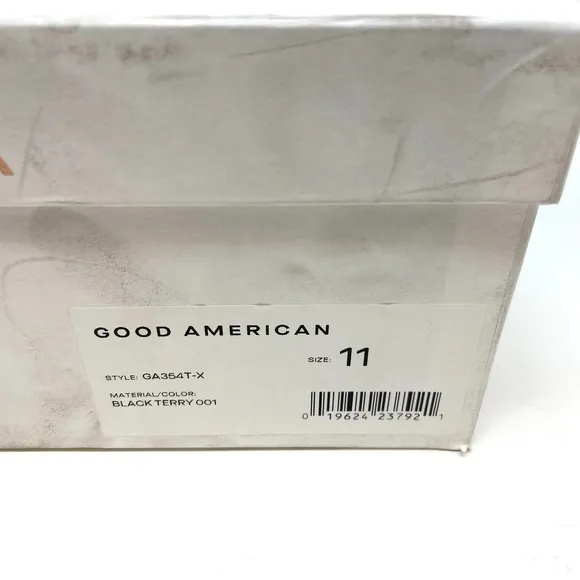 GOOD AMERICAN
SIZE: 11
STYLE: GA354T-X
MATERIAL/COLOR:
BLACK TERRY 001
0 19624 23792 1